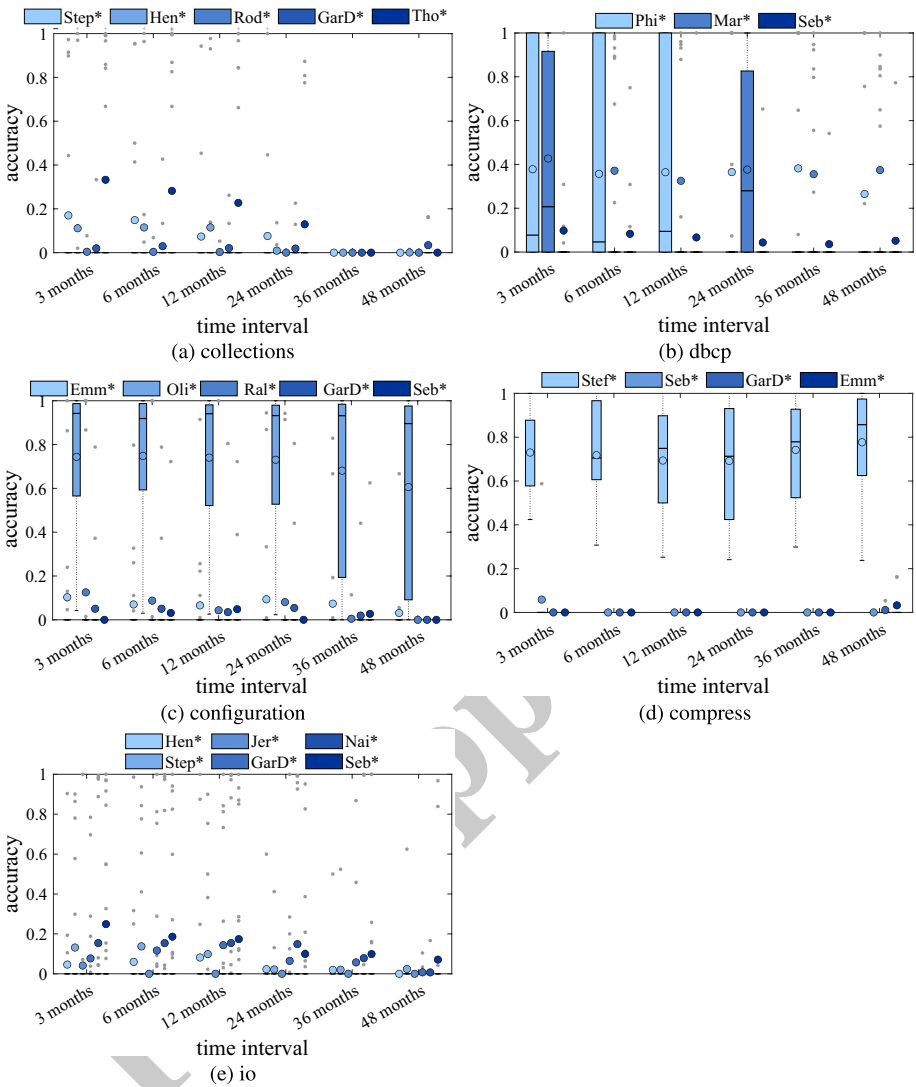 Step* Hen* Rod* GarD* Tho*
1
0.8
0.6
0.4
0.2
0
accuracy
3 months
6 months
12 months
24 months
36 months
48 months
time interval
(a) collections
Phi* Mar* Seb*
1
0.8
0.6
0.4
0.2
0
accuracy
3 months
6 months
12 months
24 months
36 months
48 months
time interval
(b) dbcp
Emm* Oli* Ral* GarD* Seb*
1
0.8
0.6
0.4
0.2
0
accuracy
3 months
6 months
12 months
24 months
36 months
48 months
time interval
(c) configuration
Stef* Seb* GarD* Emm*
1
0.8
0.6
0.4
0.2
0
accuracy
3 months
6 months
12 months
24 months
36 months
48 months
time interval
(d) compress
Hen* Jer* Nai*
Step* GarD* Seb*
1
0.8
0.6
0.4
0.2
0
accuracy
3 months
6 months
12 months
24 months
36 months
48 months
time interval
(e) io